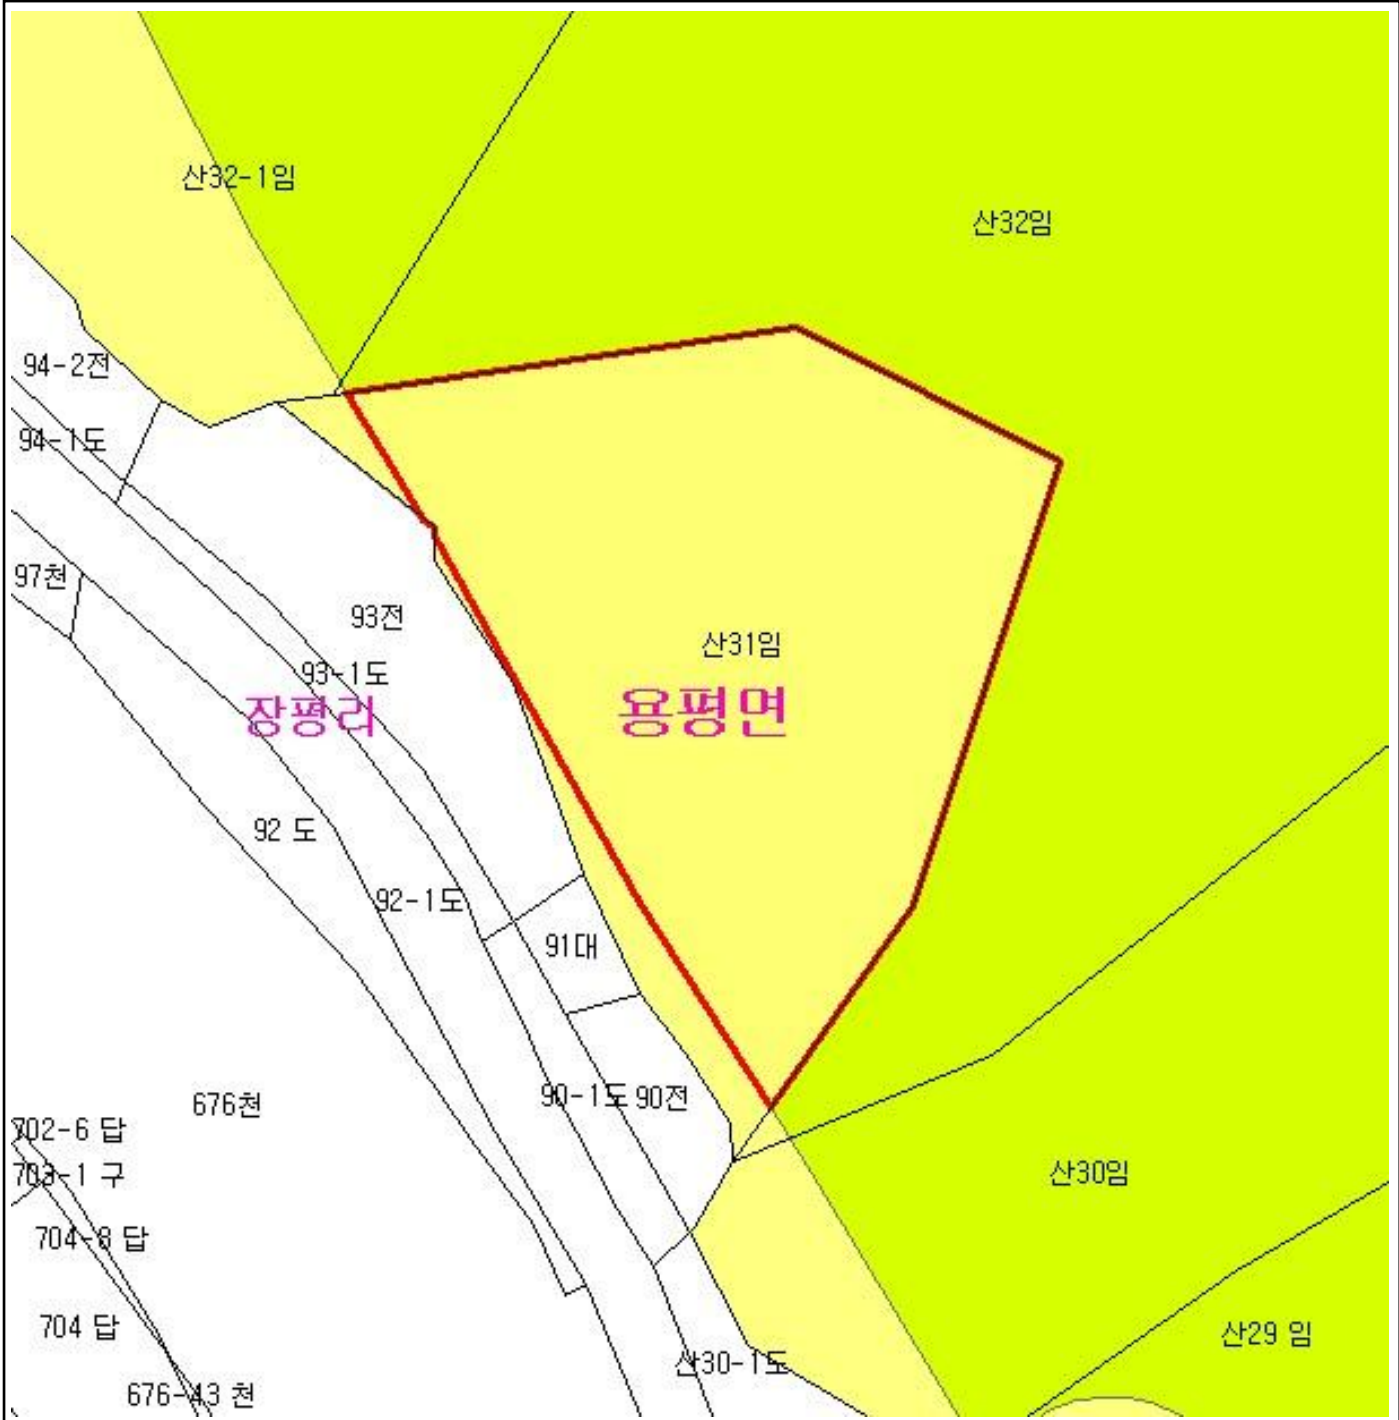 산32-1임
산32임
94-2전
94-1도
97천
93전
산31임
93-1도
장평리
용평면
92 도
92-1도
91대
90-1도
90전
676천
702-6 답
703-1 구
산30임
704-8 답
704 답
산29 임
산30-1도
676-43 천